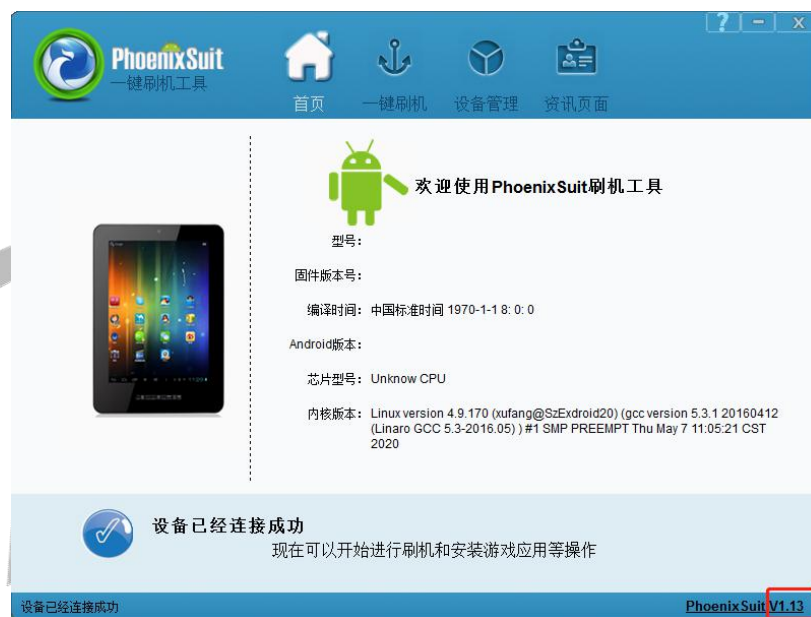 PhoenixSuit
一键刷机工具
首页
一键刷机
设备管理
资讯页面
欢迎使用PhoenixSuit刷机工具
型号：
固件版本号：
编译时间：中国标准时间 1970-1-1 8: 0: 0
Android版本：
芯片型号：Unknow CPU
内核版本：Linux version 4.9.170 (xufang@SzExdroid20) (gcc version 5.3.1 20160412
(Linaro GCC 5.3-2016.05) ) #1 SMP PREEMPT Thu May 7 11:05:21 CST
2020
设备已经连接成功
现在可以开始进行刷机和安装游戏应用等操作
设备已经连接成功
PhoenixSuit V1.13